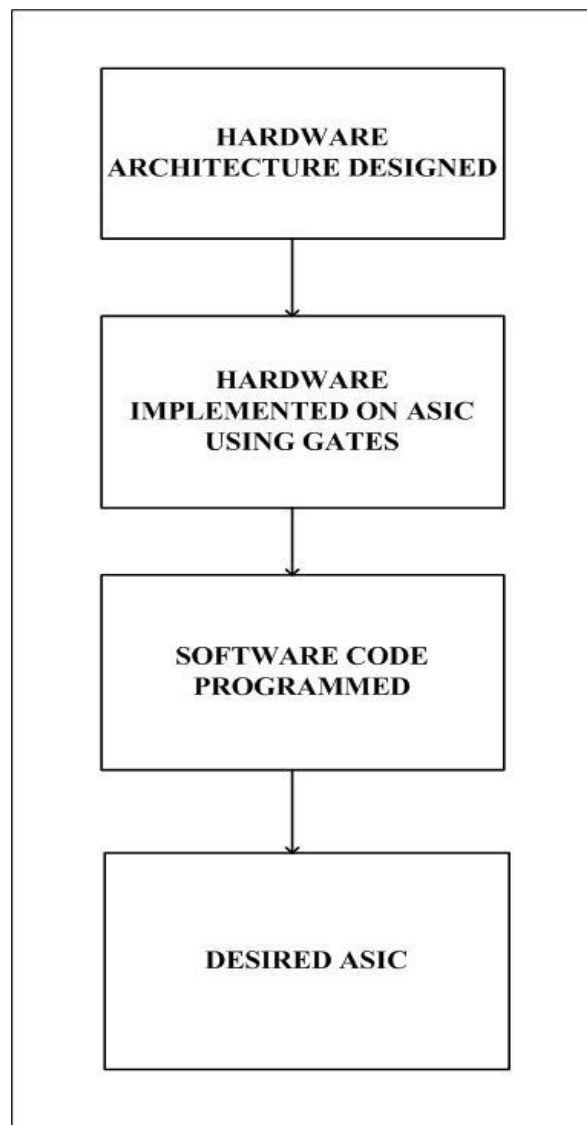 HARDWARE
ARCHITECTURE DESIGNED
HARDWARE
IMPLEMENTED ON ASIC
USING GATES
SOFTWARE CODE
PROGRAMMED
DESIRED ASIC